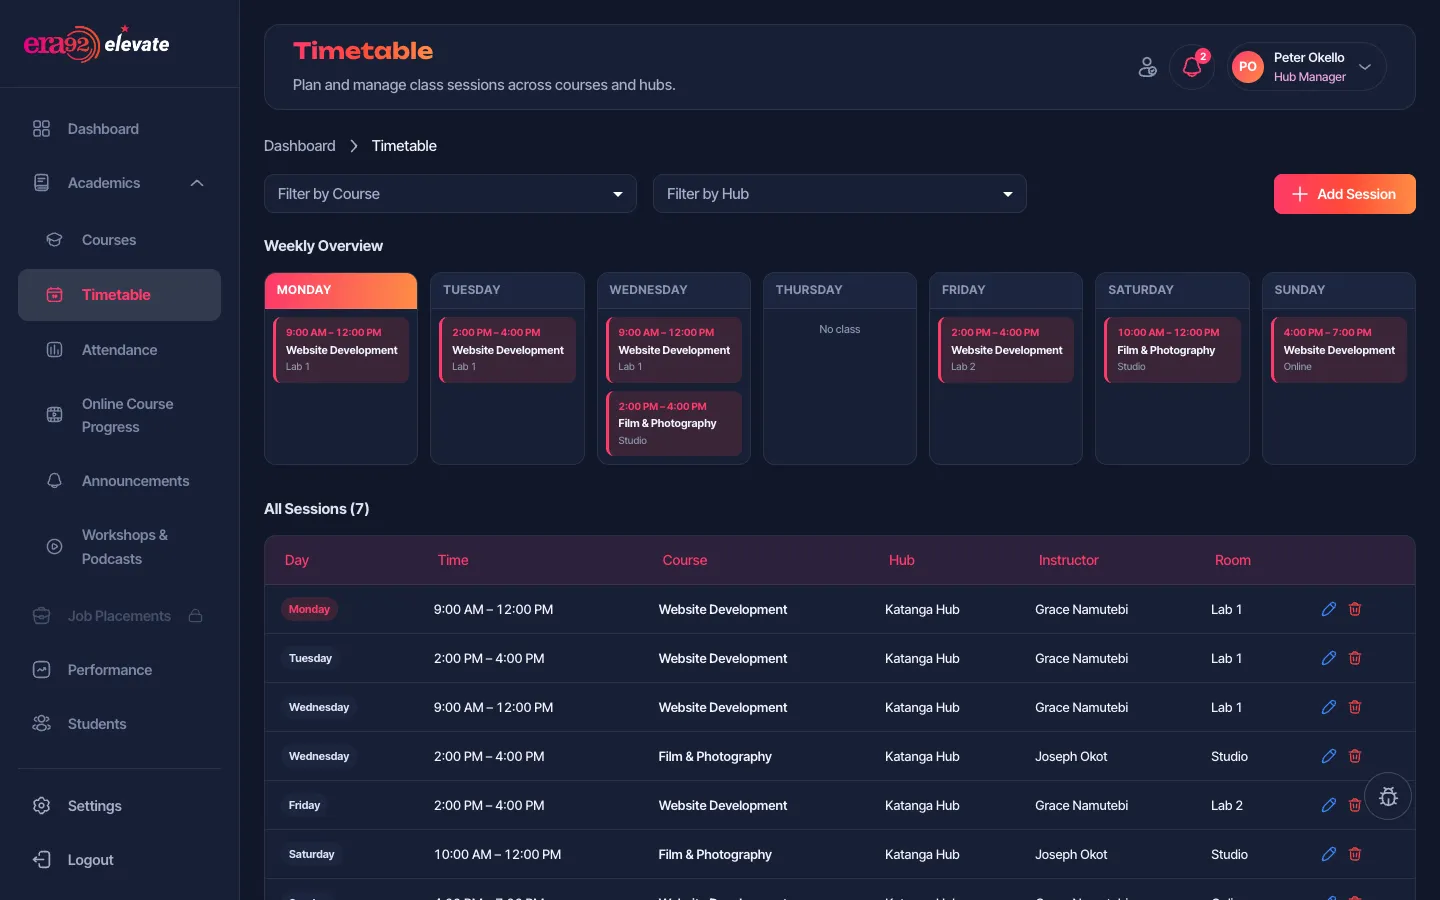 era92 elevate
Dashboard
Academics
Courses
Timetable
Attendance
Online Course
Progress
Announcements
Workshops &
Podcasts
Job Placements
Performance
Students
Settings
Logout
Timetable
Plan and manage class sessions across courses and hubs.
2
PO
Peter Okello
Hub Manager
Dashboard
Timetable
Filter by Course
Filter by Hub
Add Session
Weekly Overview
MONDAY
9:00 AM – 12:00 PM
Website Development
Lab 1
TUESDAY
2:00 PM – 4:00 PM
Website Development
Lab 1
WEDNESDAY
9:00 AM – 12:00 PM
Website Development
Lab 1
2:00 PM – 4:00 PM
Film & Photography
Studio
THURSDAY
No class
FRIDAY
2:00 PM – 4:00 PM
Website Development
Lab 2
SATURDAY
10:00 AM – 12:00 PM
Film & Photography
Studio
SUNDAY
4:00 PM – 7:00 PM
Website Development
Online
All Sessions (7)
Day Time Course Hub Instructor Room
Monday 9:00 AM – 12:00 PM Website Development Katanga Hub Grace Namutebi Lab 1
Tuesday 2:00 PM – 4:00 PM Website Development Katanga Hub Grace Namutebi Lab 1
Wednesday 9:00 AM – 12:00 PM Website Development Katanga Hub Grace Namutebi Lab 1
Wednesday 2:00 PM – 4:00 PM Film & Photography Katanga Hub Joseph Okot Studio
Friday 2:00 PM – 4:00 PM Website Development Katanga Hub Grace Namutebi Lab 2
Saturday 10:00 AM – 12:00 PM Film & Photography Katanga Hub Joseph Okot Studio